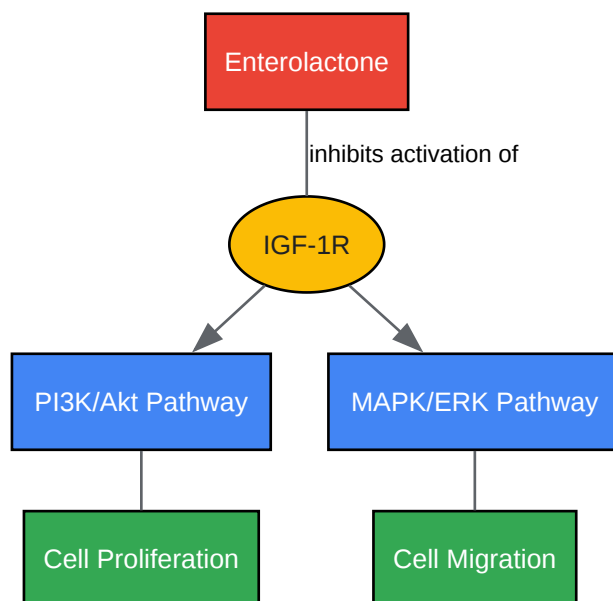 Enterolactone
inhibits activation of
IGF-1R
PI3K/Akt Pathway
MAPK/ERK Pathway
Cell Proliferation
Cell Migration